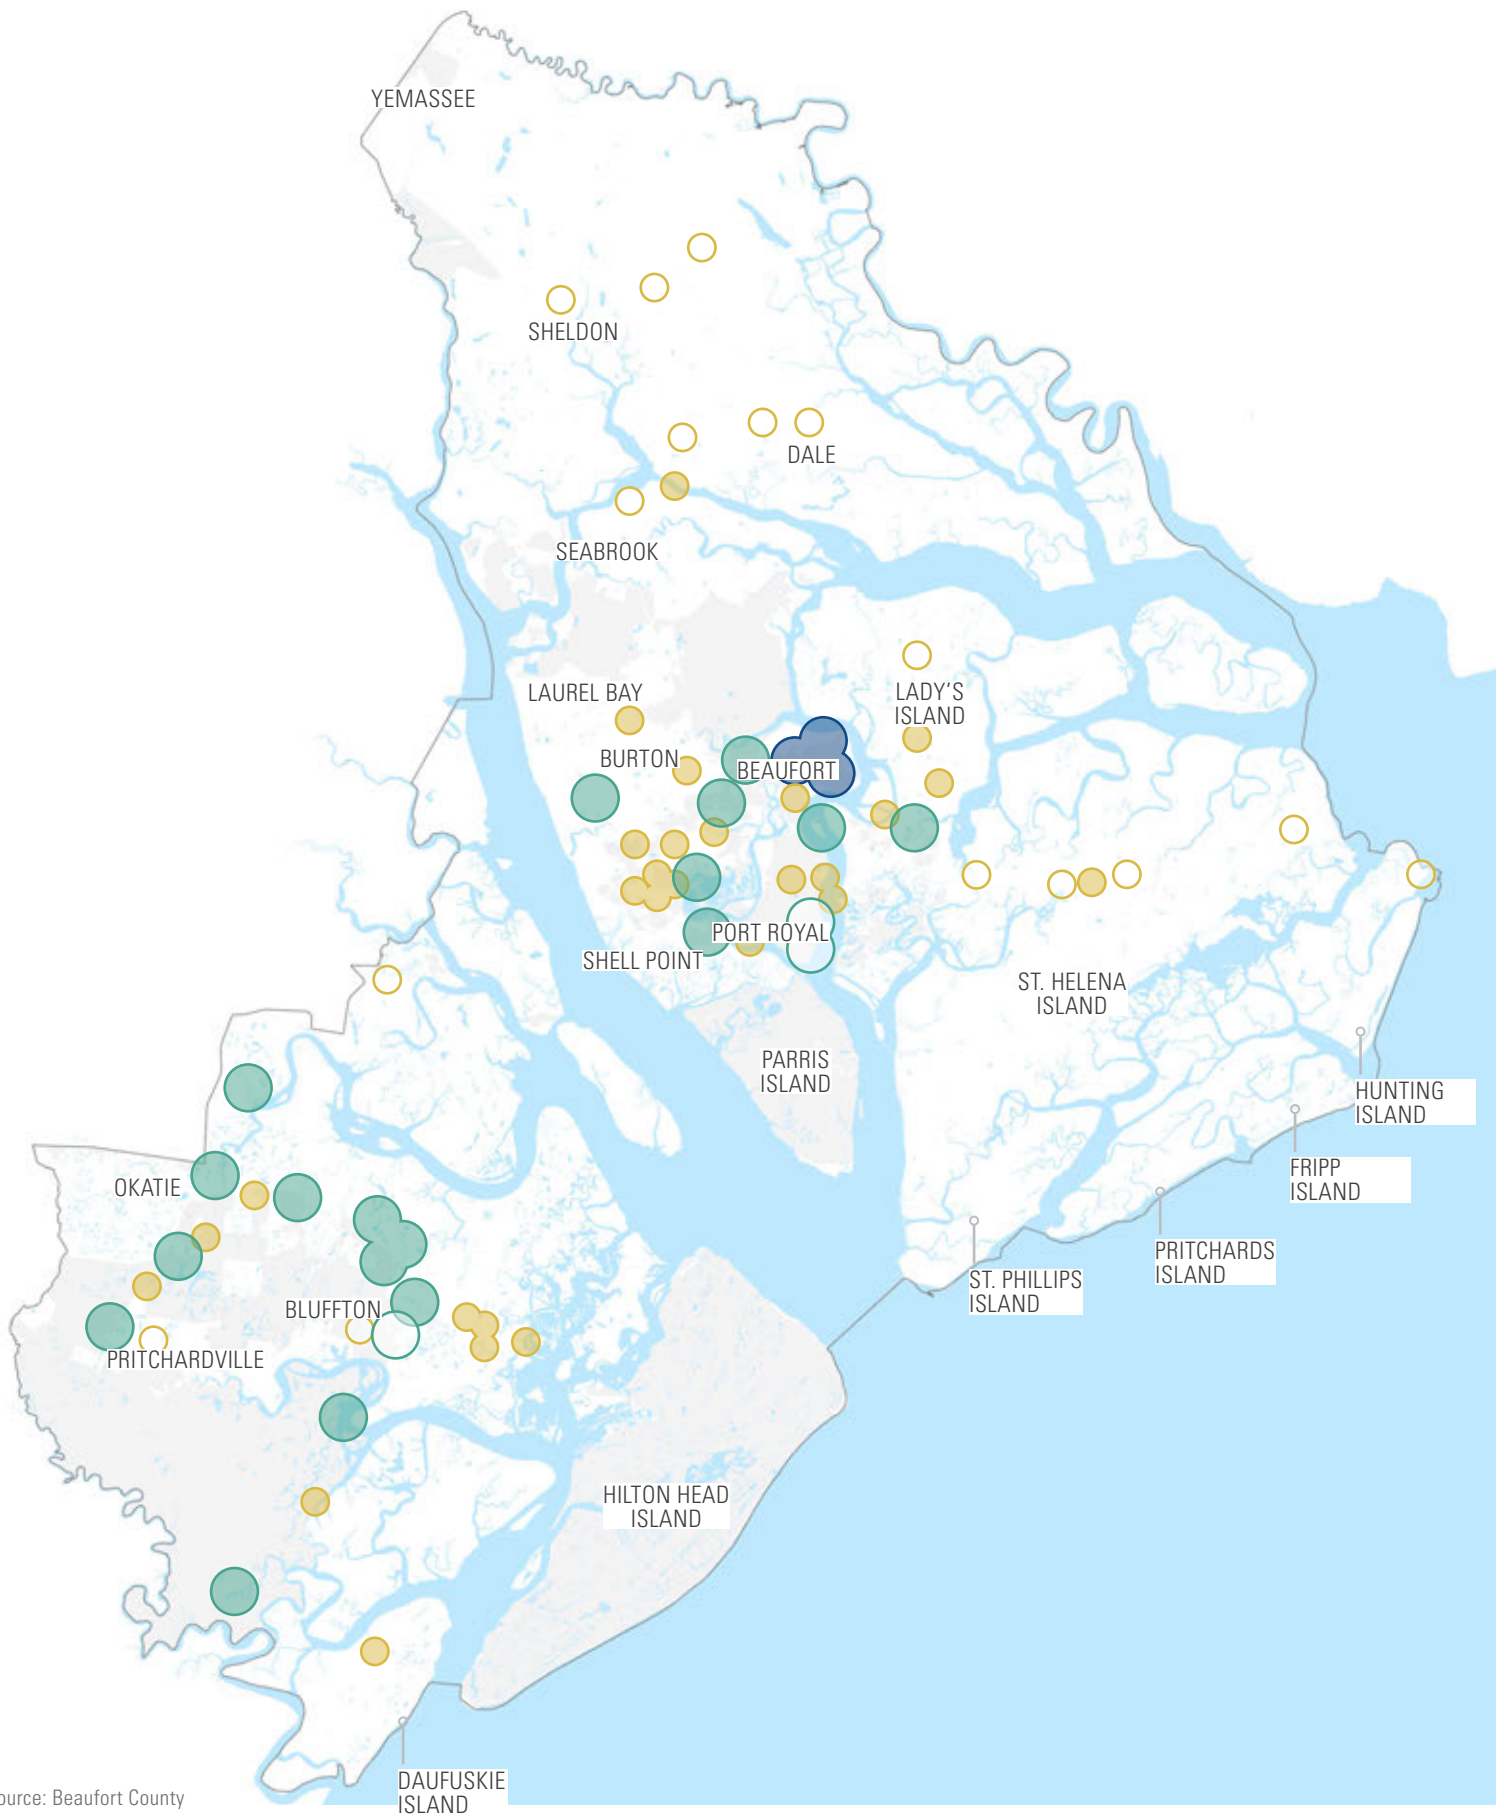 YEMASSEE
SHELDON
DALE
SEABROOK
LAUREL BAY
LADY'S
ISLAND
BURTON
BEAUFORT
PORT ROYAL
SHELL POINT
ST. HELENA
ISLAND
PARRIS
ISLAND
HUNTING
ISLAND
FRIPP
ISLAND
OKATIE
PRITCHARDS
ISLAND
ST. PHILLIPS
ISLAND
BLUFFTON
PRITCHARDVILLE
HILTON HEAD
ISLAND
DAUFUSKIE
ISLAND
ource: Beaufort County